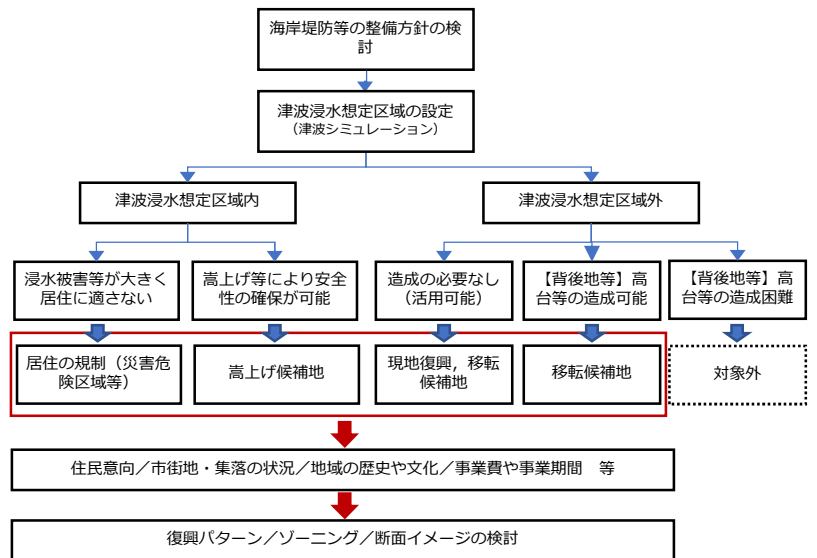 海岸堤防等の整備方針の検
討
津波浸水想定区域の設定
（津波シミュレーション）
津波浸水想定区域内
津波浸水想定区域外
浸水被害等が大きく
居住に適さない
嵩上げ等により安全
性の確保が可能
造成の必要なし
（活用可能）
【背後地等】高
台等の造成可能
【背後地等】高
台等の造成困難
居住の規制（災害危
険区域等）
嵩上げ候補地
現地復興，移転
候補地
移転候補地
対象外
住民意向／市街地・集落の状況／地域の歴史や文化／事業費や事業期間　等
復興パターン／ゾーニング／断面イメージの検討